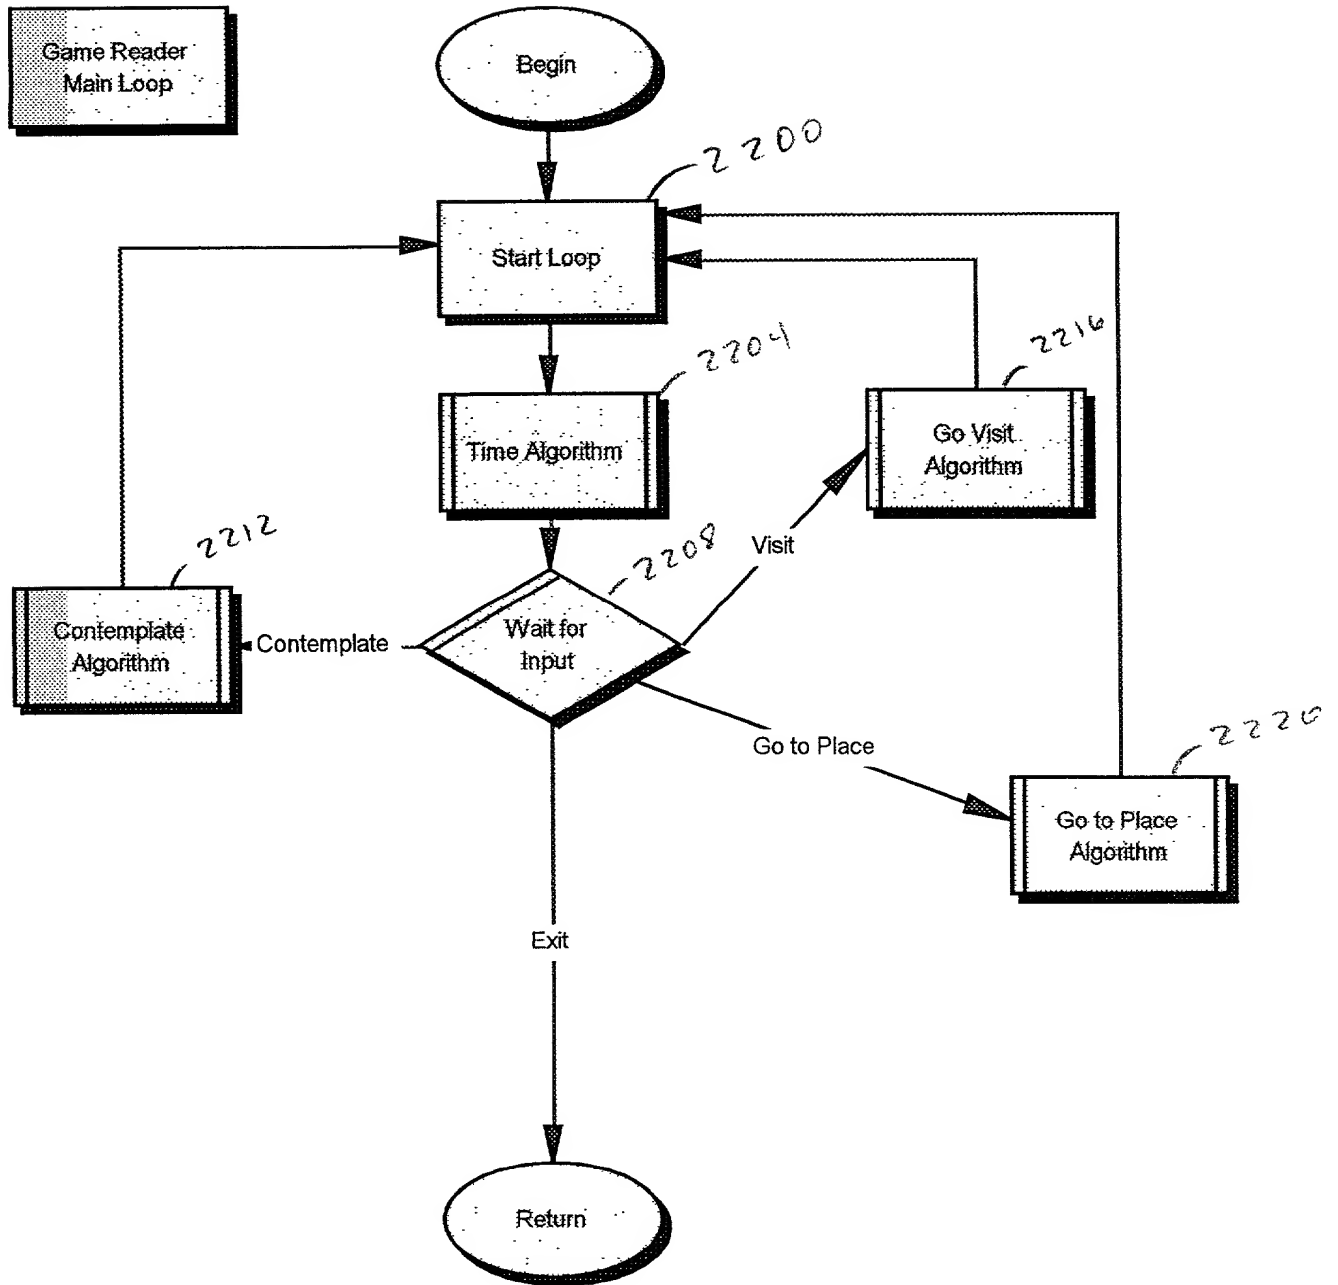 Game Reader
Main Loop
Begin
2200
Start Loop
2204
Time Algorithm
2216
Go Visit
Algorithm
2212
Contemplate
Algorithm
Contemplate
2208
Wait for
Input
Visit
Go to Place
2220
Go to Place
Algorithm
Exit
Return